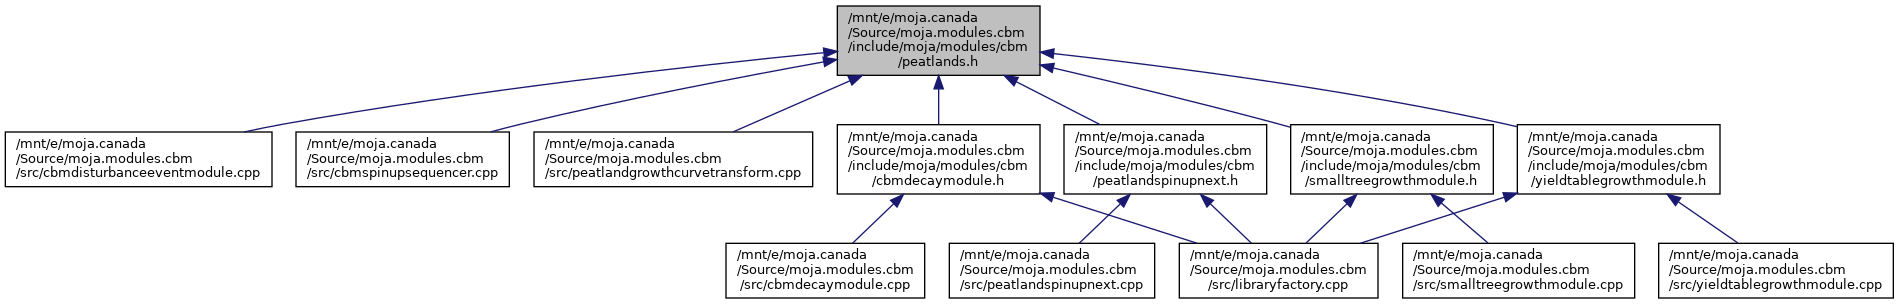 /mnt/e/moja.canada
/Source/moja.modules.cbm
/include/moja/modules/cbm
/peatlands.h
/mnt/e/moja.canada
/Source/moja.modules.cbm
/src/cbmdisturbanceeventmodule.cpp
/mnt/e/moja.canada
/Source/moja.modules.cbm
/src/cbmspinupsequencer.cpp
/mnt/e/moja.canada
/Source/moja.modules.cbm
/src/peatlandgrowthcurvetransform.cpp
/mnt/e/moja.canada
/Source/moja.modules.cbm
/include/moja/modules/cbm
/cbmdecaymodule.h
/mnt/e/moja.canada
/Source/moja.modules.cbm
/include/moja/modules/cbm
/peatlandspinupnext.h
/mnt/e/moja.canada
/Source/moja.modules.cbm
/include/moja/modules/cbm
/smalltreegrowthmodule.h
/mnt/e/moja.canada
/Source/moja.modules.cbm
/include/moja/modules/cbm
/yieldtablegrowthmodule.h
/mnt/e/moja.canada
/Source/moja.modules.cbm
/src/cbmdecaymodule.cpp
/mnt/e/moja.canada
/Source/moja.modules.cbm
/src/peatlandspinupnext.cpp
/mnt/e/moja.canada
/Source/moja.modules.cbm
/src/libraryfactory.cpp
/mnt/e/moja.canada
/Source/moja.modules.cbm
/src/smalltreegrowthmodule.cpp
/mnt/e/moja.canada
/Source/moja.modules.cbm
/src/yieldtablegrowthmodule.cpp